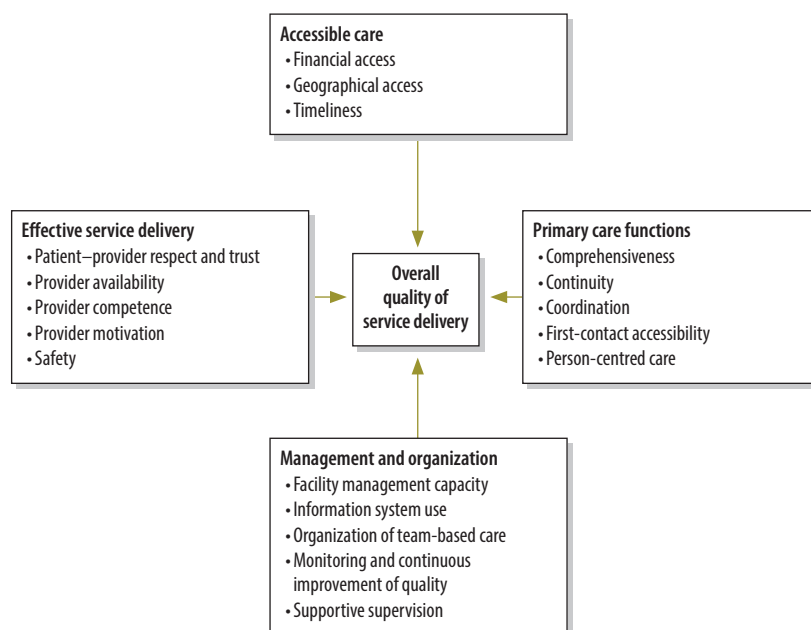 Accessible care
• Financial access
• Geographical access
• Timeliness
Effective service delivery
• Patient–provider respect and trust
• Provider availability
• Provider competence
• Provider motivation
• Safety
Overall
quality of
service delivery
Primary care functions
• Comprehensiveness
• Continuity
• Coordination
• First-contact accessibility
• Person-centred care
Management and organization
• Facility management capacity
• Information system use
• Organization of team-based care
• Monitoring and continuous
improvement of quality
• Supportive supervision